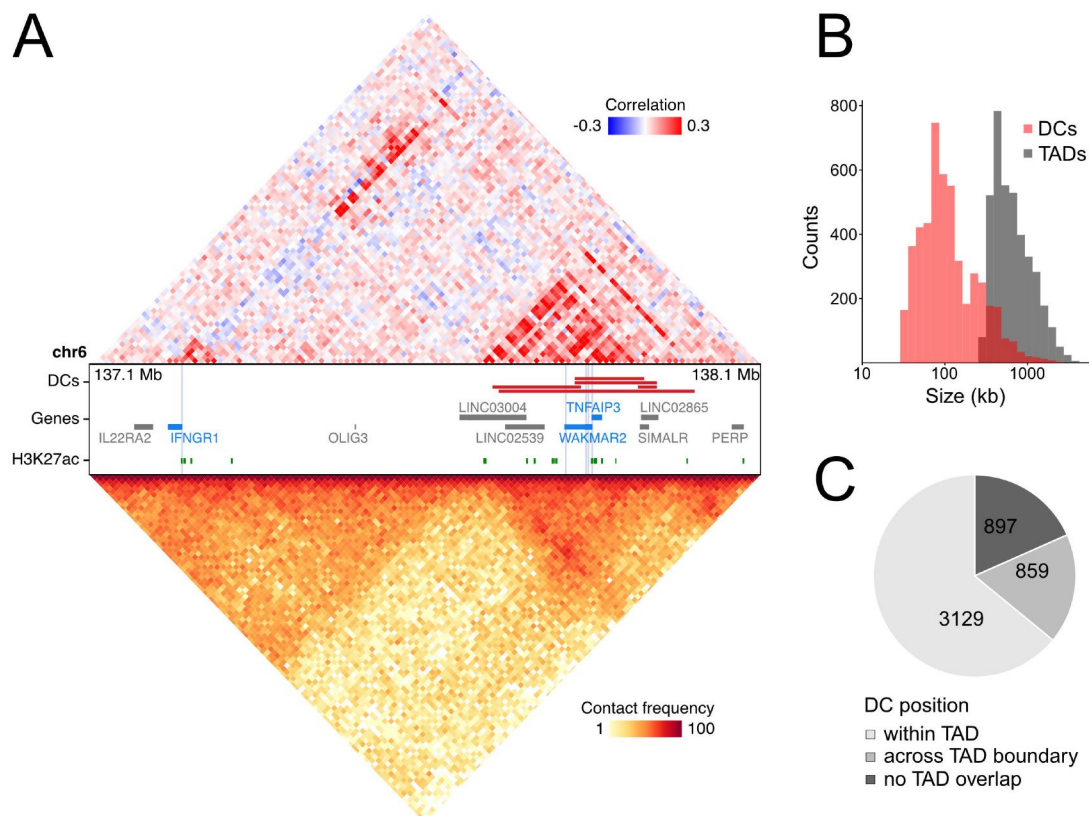 A
Correlation
-0.3 0.3
chr6
137.1 Mb 138.1 Mb
DCs
Genes
LINC03004 TNFAIP3 LINC02865
IL22RA2 IFNGR1 OLIG3 LINC02539 WAKMAR2 SIMALR PERP
H3K27ac
Contact frequency
1 100
B
800
600
400
200
Counts
DCs
TADs
10 100 1000
Size (kb)
C
897
859
3129
DC position
within TAD
across TAD boundary
no TAD overlap